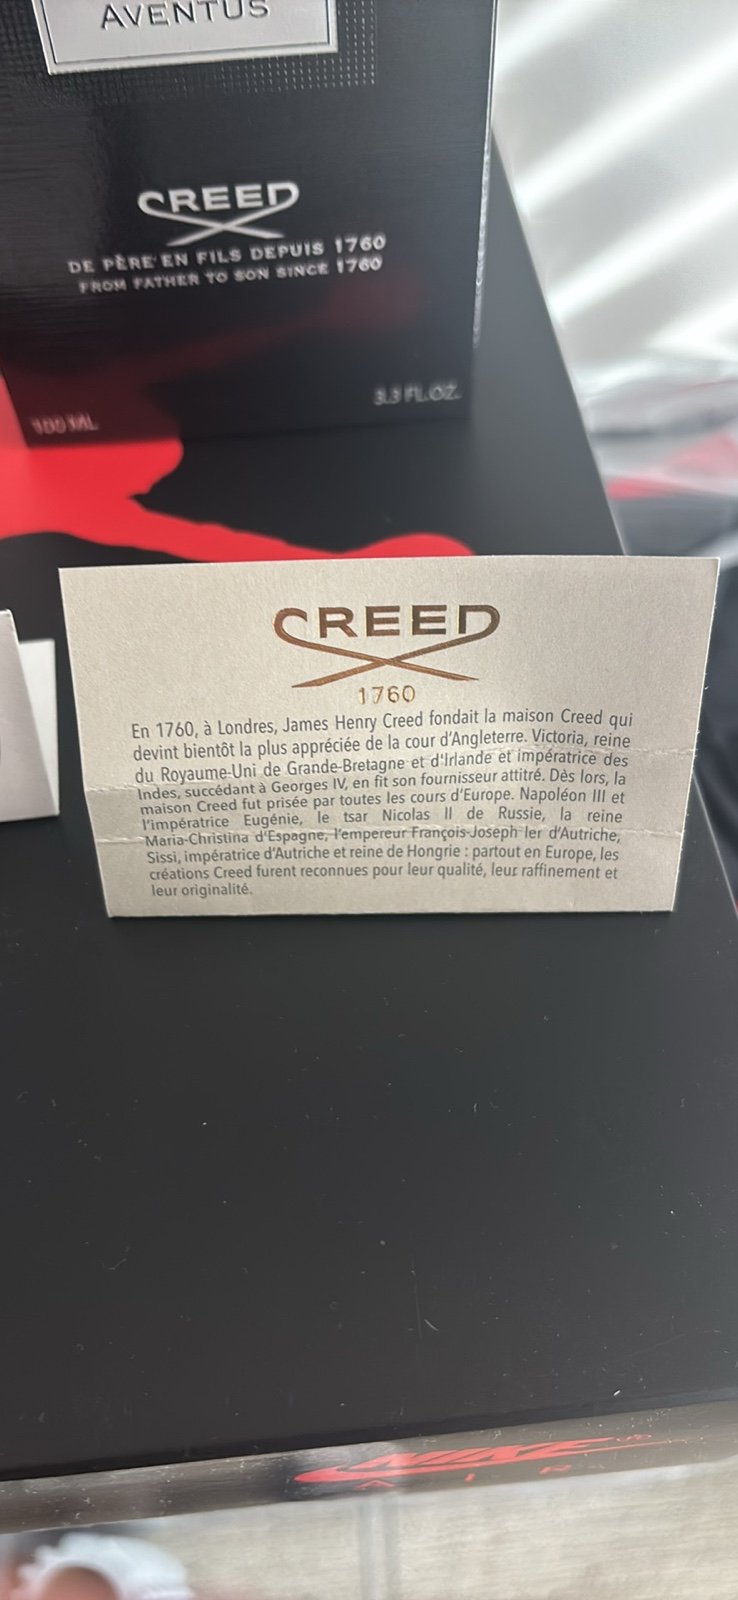 AVENTUS
CREED
DE PÈRE EN FILS DEPUIS 1760
FROM FATHER TO SON SINCE 1760
100 ML
3.3 FL.OZ.
CREED
1760
En 1760, à Londres, James Henry Creed fondait la maison Creed qui
devint bientôt la plus appréciée de la cour d'Angleterre. Victoria, reine
du Royaume-Uni de Grande-Bretagne et d'Irlande et impératrice des
Indes, succédant à Georges IV, en fit son fournisseur attitré. Dès lors, la
maison Creed fut prisée par toutes les cours d'Europe. Napoléon III et
l'impératrice Eugénie, le tsar Nicolas II de Russie, la reine
Maria-Christina d'Espagne, l'empereur François-Joseph Ier d'Autriche,
Sissi, impératrice d'Autriche et reine de Hongrie : partout en Europe, les
créations Creed furent reconnues pour leur qualité, leur raffinement et
leur originalité.